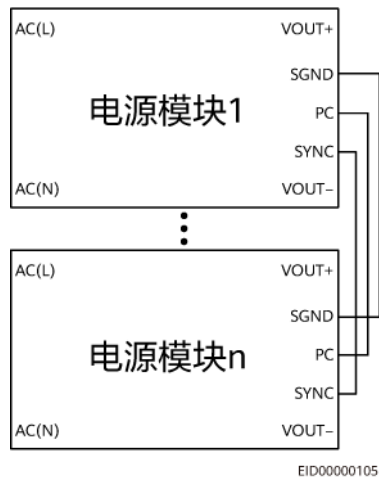 AC(L) VOUT+
SGND
电源模块1 PC
SYNC
AC(N) VOUT−
AC(L) VOUT+
SGND
电源模块n PC
SYNC
AC(N) VOUT−
EID00000105